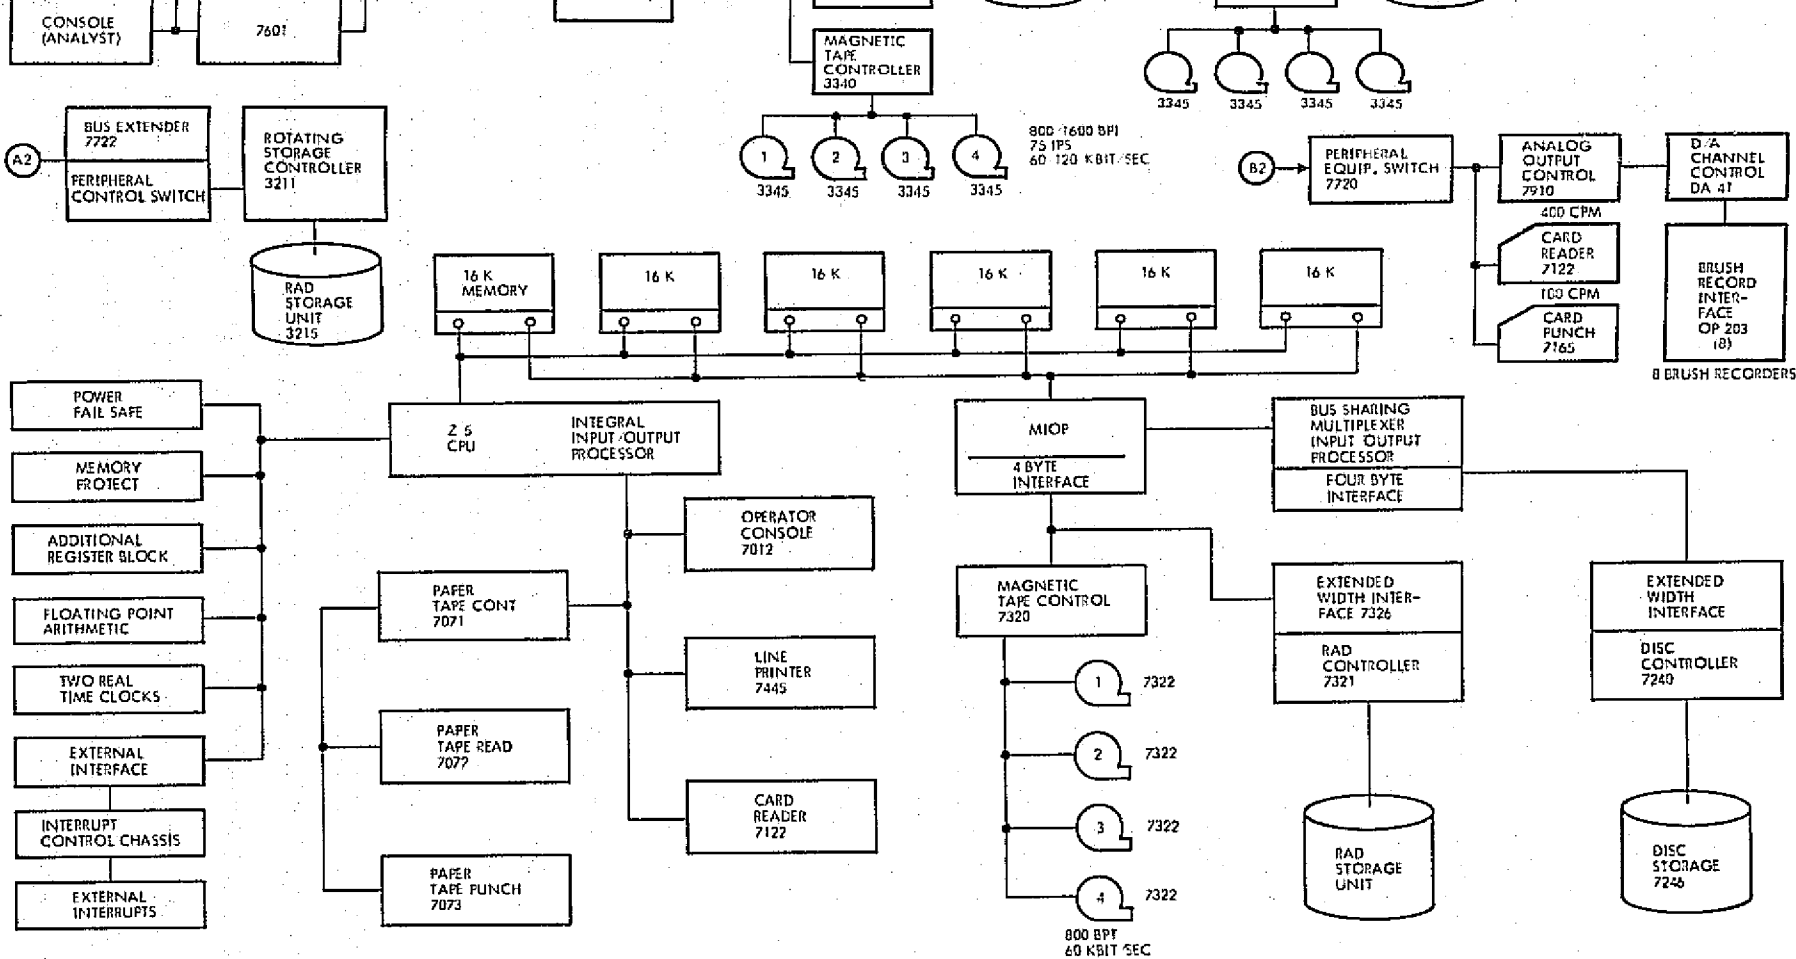 CONSOLE
(ANALYST)
7601
MAGNETIC
TAPE
CONTROLLER
3340
3345
3345
3345
3345
A2
BUS EXTENDER
7722
PERIPHERAL
CONTROL SWITCH
ROTATING
STORAGE
CONTROLLER
3211
RAD
STORAGE
UNIT
3215
1
2
3
4
3345
3345
3345
3345
800/1600 BPI
75 IPS
60-120 KBIT/SEC
B2
PERIPHERAL
EQUIP. SWITCH
7720
ANALOG
OUTPUT
CONTROL
7910
D/A
CHANNEL
CONTROL
DA 41
400 CPM
CARD
READER
7122
100 CPM
CARD
PUNCH
7165
BRUSH
RECORD
INTER-
FACE
OP 203
(8)
8 BRUSH RECORDERS
16 K
MEMORY
16 K
16 K
16 K
16 K
16 K
POWER
FAIL SAFE
MEMORY
PROTECT
ADDITIONAL
REGISTER BLOCK
FLOATING POINT
ARITHMETIC
TWO REAL
TIME CLOCKS
EXTERNAL
INTERFACE
INTERRUPT
CONTROL CHASSIS
EXTERNAL
INTERRUPTS
Σ 5
CPU
INTEGRAL
INPUT/OUTPUT
PROCESSOR
OPERATOR
CONSOLE
7012
PAPER
TAPE CONT
7071
LINE
PRINTER
7445
PAPER
TAPE READ
7072
CARD
READER
7122
PAPER
TAPE PUNCH
7073
MIOP
4 BYTE
INTERFACE
BUS SHARING
MULTIPLEXER
INPUT OUTPUT
PROCESSOR
FOUR BYTE
INTERFACE
MAGNETIC
TAPE CONTROL
7320
EXTENDED
WIDTH INTER-
FACE 7326
RAD
CONTROLLER
7321
EXTENDED
WIDTH
INTERFACE
DISC
CONTROLLER
7240
1 7322
2 7322
3 7322
4 7322
800 BPI
60 KBIT/SEC
RAD
STORAGE
UNIT
DISC
STORAGE
7246